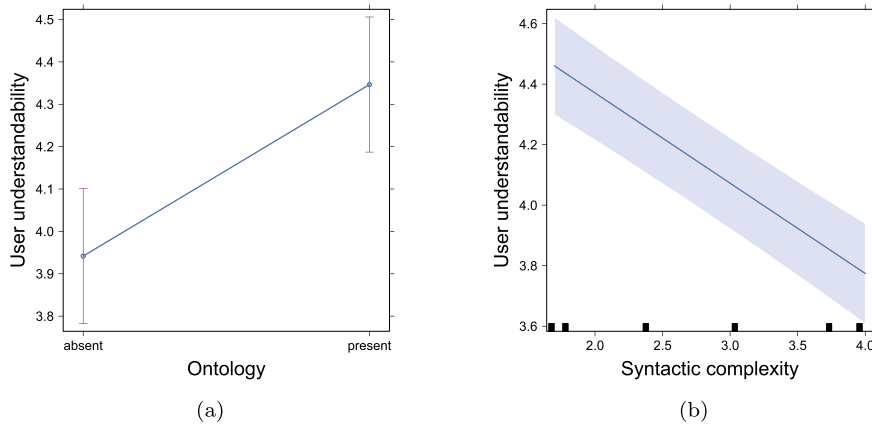 User understandability
4.5
4.4
4.3
4.2
4.1
4.0
3.9
3.8
absent
present
Ontology
(a)
User understandability
4.6
4.4
4.2
4.0
3.8
3.6
2.0
2.5
3.0
3.5
4.0
Syntactic complexity
(b)